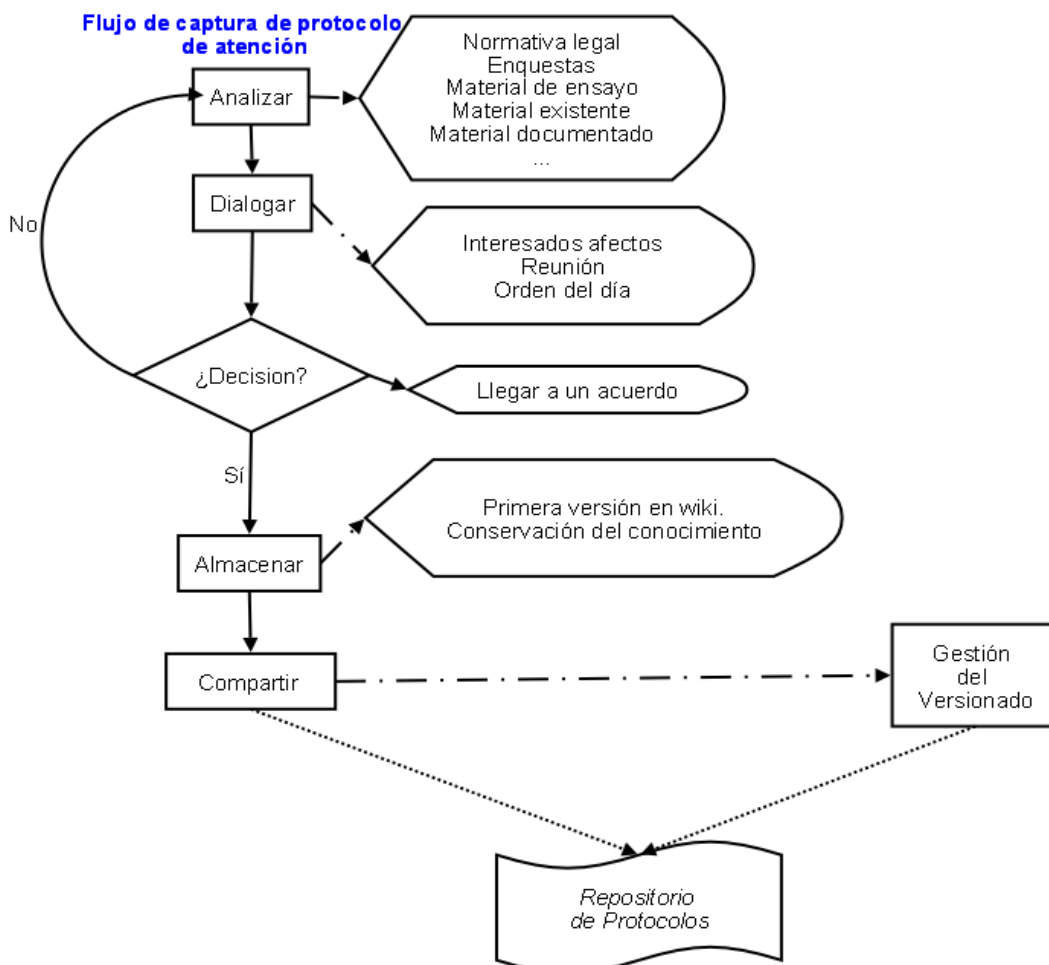 Flujo de captura de protocolo
de atención
Analizar
Normativa legal
Enquestas
Material de ensayo
Material existente
Material documentado
...
Dialogar
No
Interesados afectos
Reunión
Orden del día
¿Decision?
Llegar a un acuerdo
Sí
Primera versión en wiki.
Conservación del conocimiento
Almacenar
Compartir
Gestión
del
Versionado
Repositorio
de Protocolos